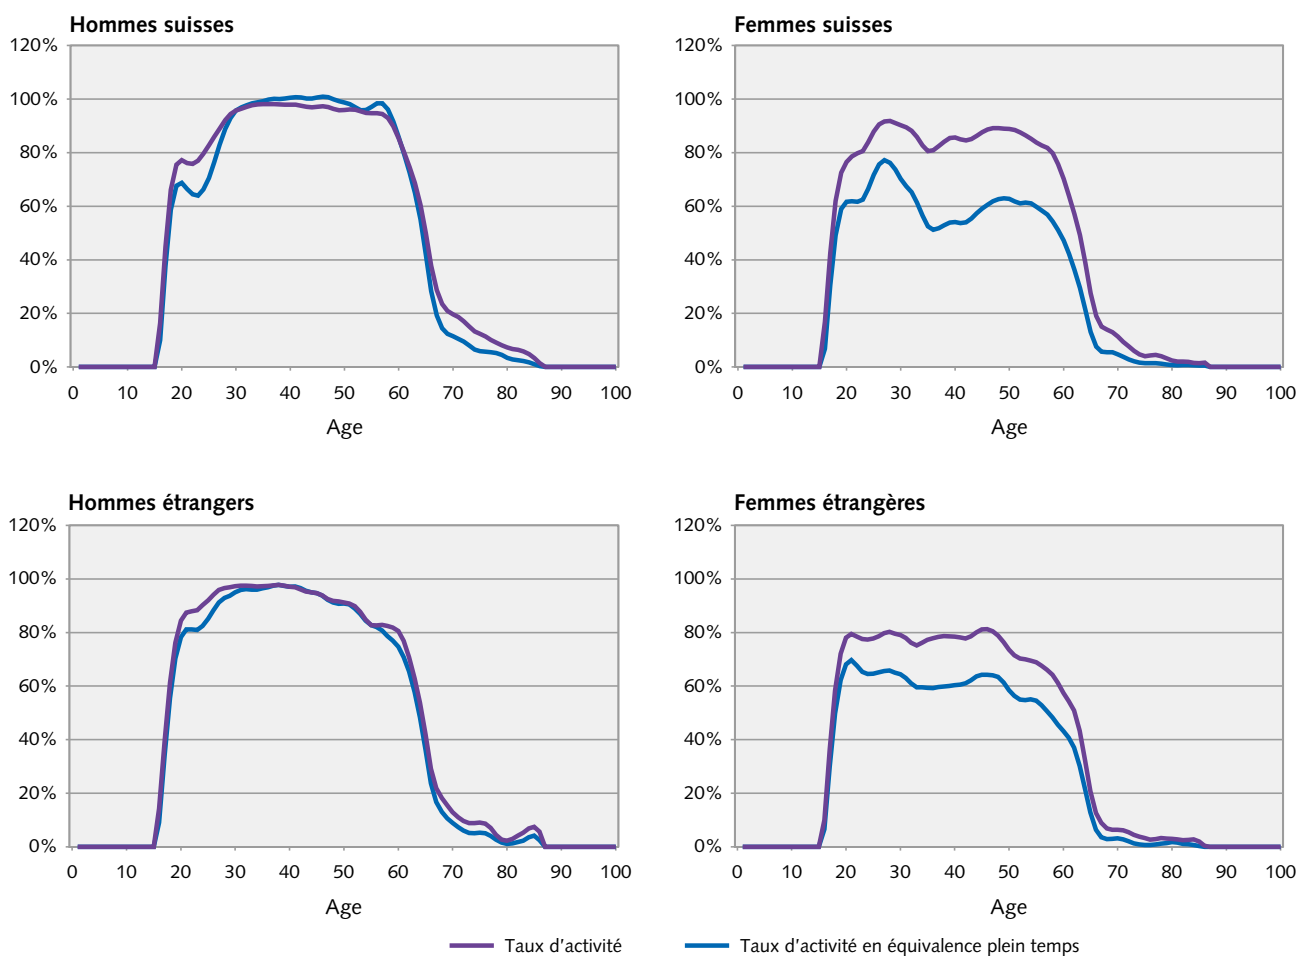 Hommes suisses
120%
100%
80%
60%
40%
20%
0%
0 10 20 30 40 50 60 70 80 90 100
Age
Femmes suisses
120%
100%
80%
60%
40%
20%
0%
0 10 20 30 40 50 60 70 80 90 100
Age
Hommes étrangers
120%
100%
80%
60%
40%
20%
0%
0 10 20 30 40 50 60 70 80 90 100
Age
Femmes étrangères
120%
100%
80%
60%
40%
20%
0%
0 10 20 30 40 50 60 70 80 90 100
Age
Taux d’activité
Taux d’activité en équivalence plein temps